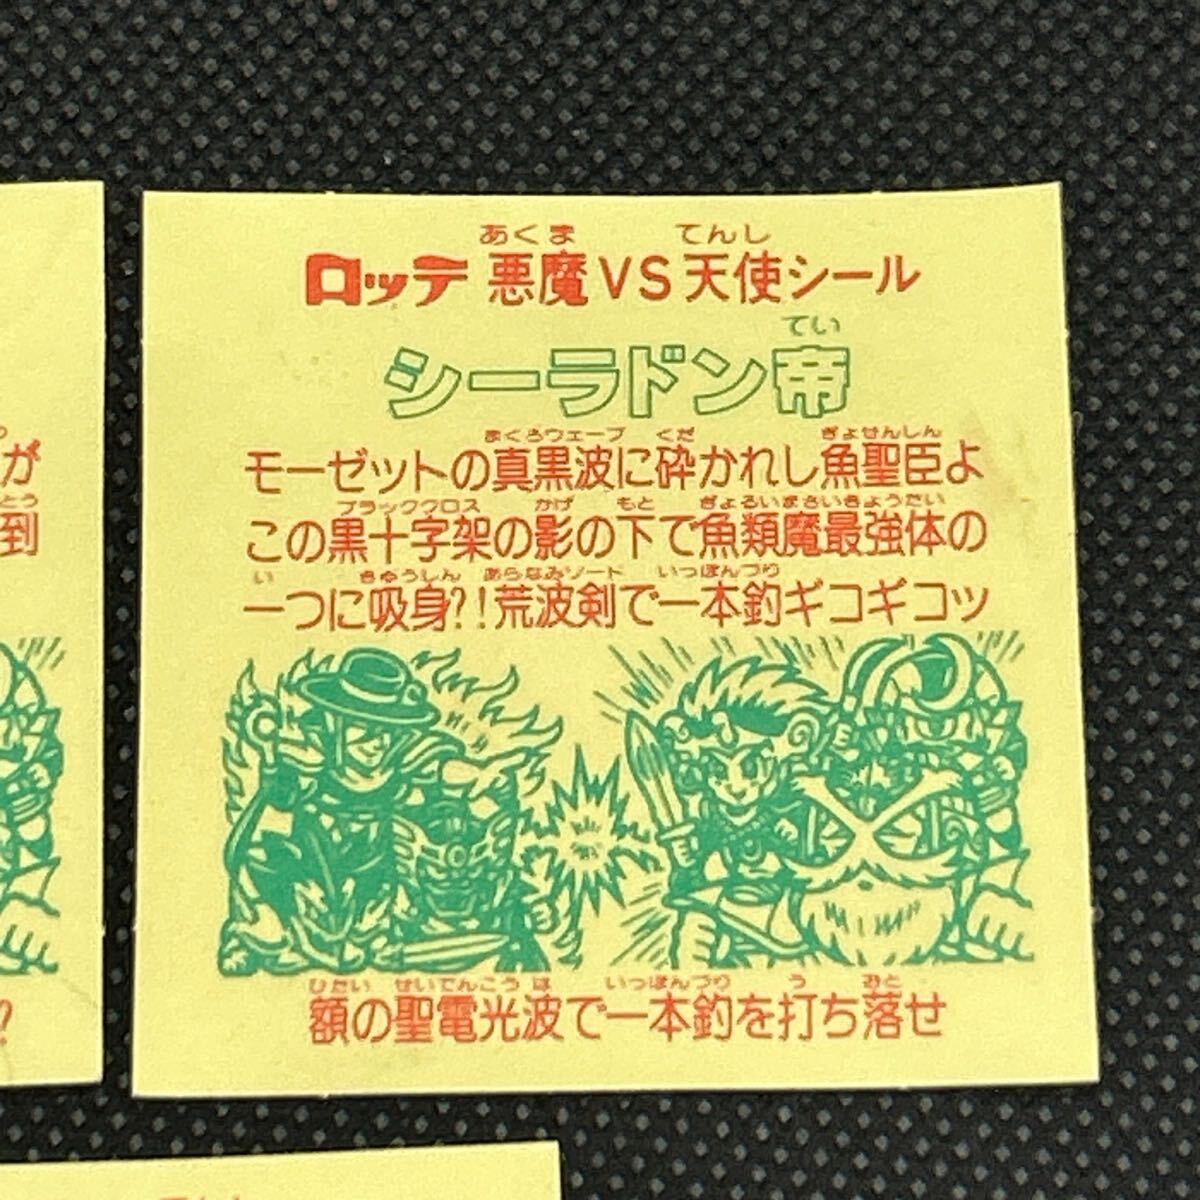 あくま てんし
ロッテ 悪魔VS天使シール
てい
シーラドン帝
まくろウェーブ くだ ぎょせんしん
モーゼットの真黒波に砕かれし魚聖臣よ
ブラッククロス かげ もと ぎょるいまさいきょうたい
この黒十字架の影の下で魚類魔最強体の
い きゅうしん あらなみソード いっぽんづり
一つに吸身?!荒波剣で一本釣ギコギコッ
ひたい せいでんこう は いっぽんづり う おと
額の聖電光波で一本釣を打ち落せ
が
とう
到
?